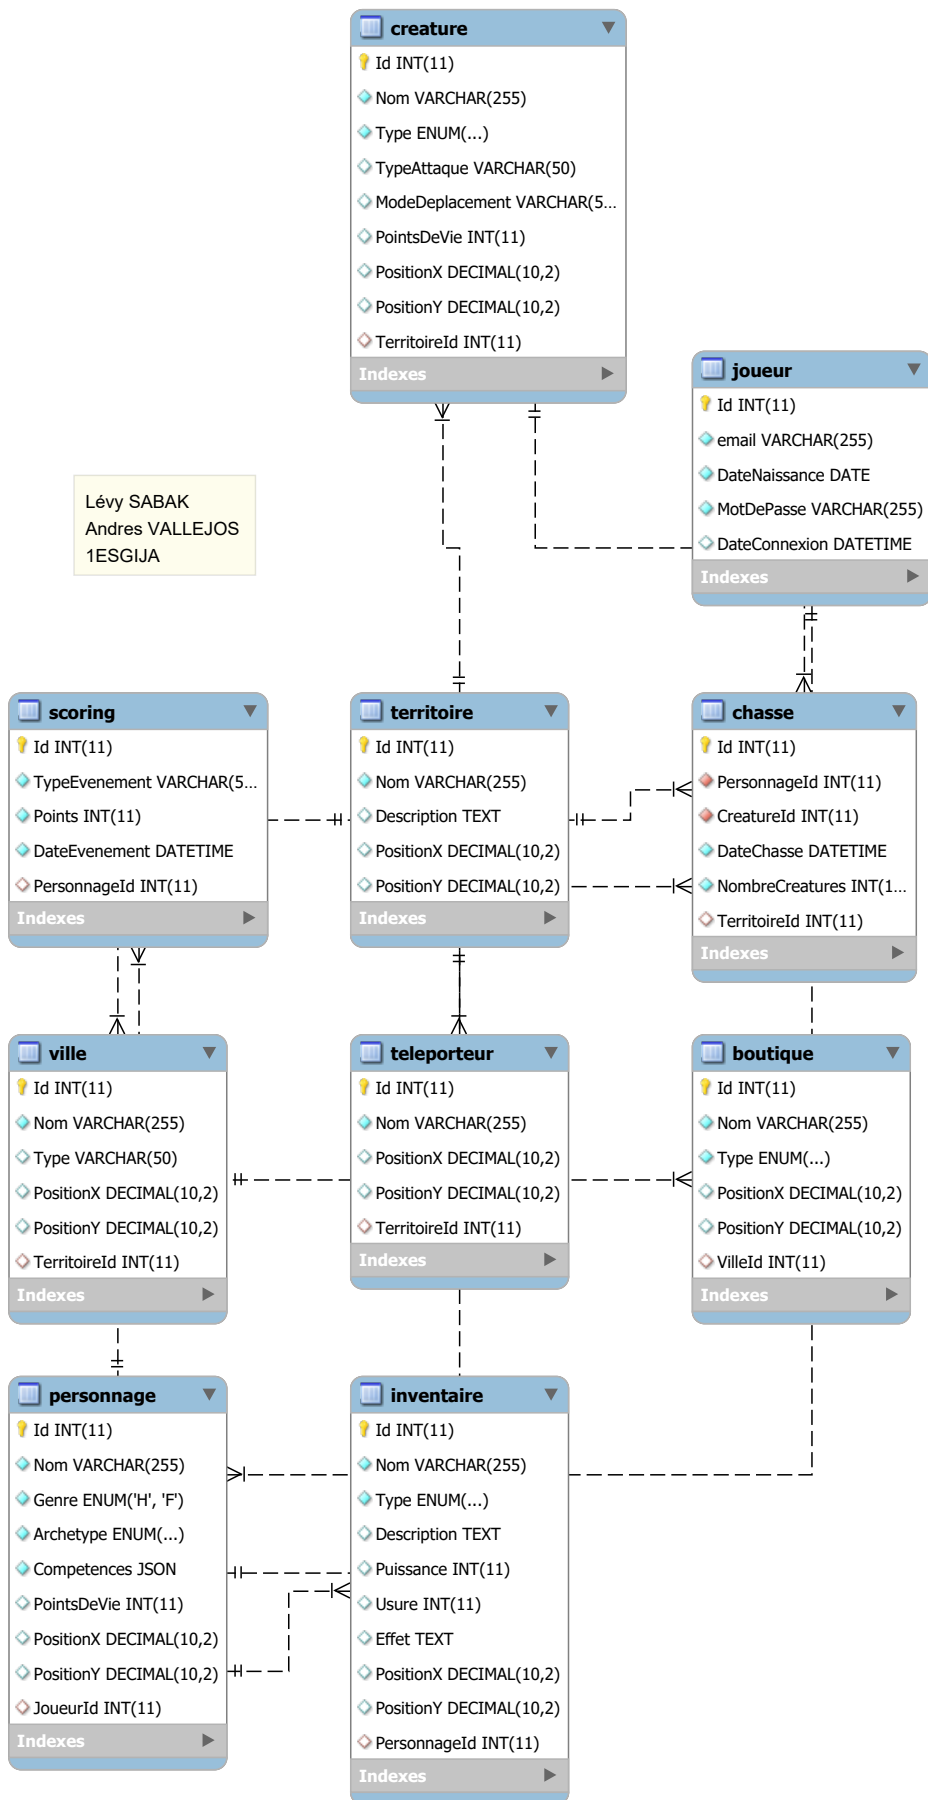 creature
Id INT(11)
Nom VARCHAR(255)
Type ENUM(...)
TypeAttaque VARCHAR(50)
ModeDeplacement VARCHAR(5...
PointsDeVie INT(11)
PositionX DECIMAL(10,2)
PositionY DECIMAL(10,2)
TerritoireId INT(11)
Indexes
joueur
Id INT(11)
email VARCHAR(255)
DateNaissance DATE
MotDePasse VARCHAR(255)
DateConnexion DATETIME
Indexes
Lévy SABAK
Andres VALLEJOS
1ESGIJA
scoring
Id INT(11)
TypeEvenement VARCHAR(5...
Points INT(11)
DateEvenement DATETIME
PersonnageId INT(11)
Indexes
territoire
Id INT(11)
Nom VARCHAR(255)
Description TEXT
PositionX DECIMAL(10,2)
PositionY DECIMAL(10,2)
Indexes
chasse
Id INT(11)
PersonnageId INT(11)
CreatureId INT(11)
DateChasse DATETIME
NombreCreatures INT(1...
TerritoireId INT(11)
Indexes
ville
Id INT(11)
Nom VARCHAR(255)
Type VARCHAR(50)
PositionX DECIMAL(10,2)
PositionY DECIMAL(10,2)
TerritoireId INT(11)
Indexes
teleporteur
Id INT(11)
Nom VARCHAR(255)
PositionX DECIMAL(10,2)
PositionY DECIMAL(10,2)
TerritoireId INT(11)
Indexes
boutique
Id INT(11)
Nom VARCHAR(255)
Type ENUM(...)
PositionX DECIMAL(10,2)
PositionY DECIMAL(10,2)
VilleId INT(11)
Indexes
personnage
Id INT(11)
Nom VARCHAR(255)
Genre ENUM('H', 'F')
Archetype ENUM(...)
Competences JSON
PointsDeVie INT(11)
PositionX DECIMAL(10,2)
PositionY DECIMAL(10,2)
JoueurId INT(11)
Indexes
inventaire
Id INT(11)
Nom VARCHAR(255)
Type ENUM(...)
Description TEXT
Puissance INT(11)
Usure INT(11)
Effet TEXT
PositionX DECIMAL(10,2)
PositionY DECIMAL(10,2)
PersonnageId INT(11)
Indexes